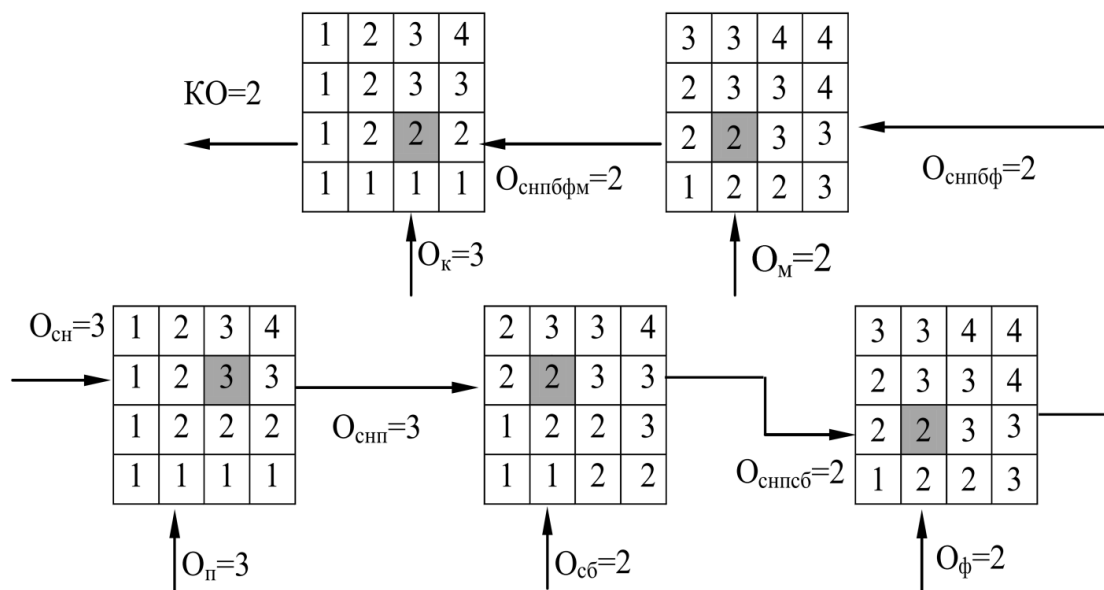 1 2 3 4
1 2 3 3
1 2 2 2
1 1 1 1
КО=2
Oк=3
Oснпбфм=2
3 3 4 4
2 3 3 4
2 2 3 3
1 2 2 3
Oм=2
Oснпбф=2
Oсн=3
1 2 3 4
1 2 3 3
1 2 2 2
1 1 1 1
Oп=3
Oснп=3
2 3 3 4
2 2 3 3
1 2 2 3
1 1 2 2
Oсб=2
Oснпсб=2
3 3 4 4
2 3 3 4
2 2 3 3
1 2 2 3
Oф=2